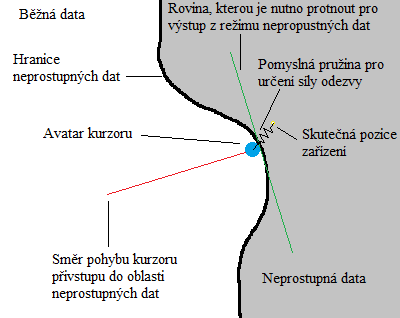 Běžná data
Rovina, kterou je nutno protnout pro
výstup z režimu nepropustných dat
Hranice
neprostupných dat
Pomyslná pružina pro
určení síly odezvy
Avatar kurzoru
Skutečná pozice
zařízení
Směr pohybu kurzoru
přivstupu do oblasti
neprostupných dat
Neprostupná data